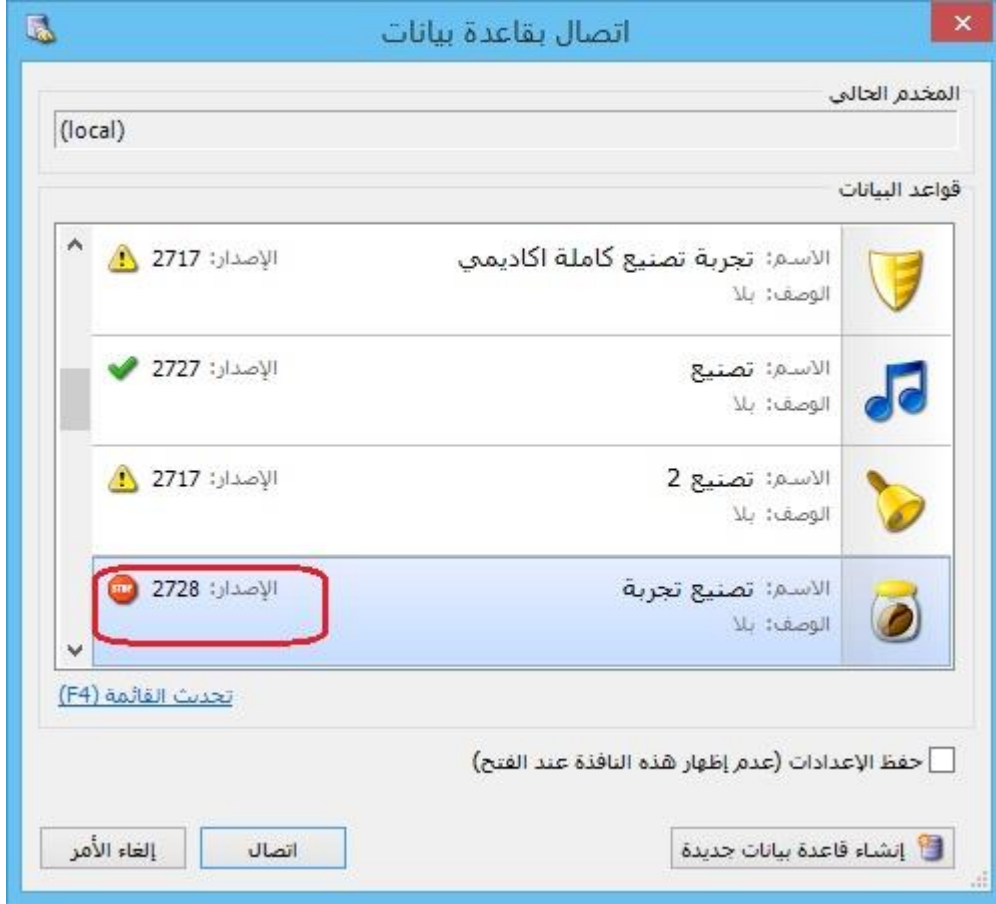 اتصال بقاعدة بيانات
المخدم الحالي
(local)
قواعد البيانات
الاسم: تجربة تصنيع كاملة اكاديمي
الإصدار: 2717
الوصف: بلا
الاسم: تصنيع
الإصدار: 2727
الوصف: بلا
الاسم: تصنيع 2
الإصدار: 2717
الوصف: بلا
الاسم: تصنيع تجربة
الإصدار: 2728
STOP
الوصف: بلا
تحديث القائمة (F4)
حفظ الإعدادات (عدم إظهار هذه النافذة عند الفتح)
إنشاء قاعدة بيانات جديدة
اتصال
إلغاء الأمر